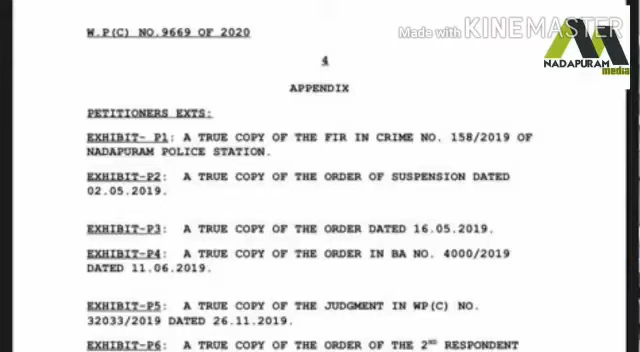 W.P(C) NO.9669 OF 2020
Made with KINEMASTER
NADAPURAM
media
4
APPENDIX
PETITIONERS EXTS:
EXHIBIT- P1: A TRUE COPY OF THE FIR IN CRIME NO. 158/2019 OF
NADAPURAM POLICE STATION.
EXHIBIT-P2: A TRUE COPY OF THE ORDER OF SUSPENSION DATED
02.05.2019.
EXHIBIT-P3: A TRUE COPY OF THE ORDER DATED 16.05.2019.
EXHIBIT-P4: A TRUE COPY OF THE ORDER IN BA NO. 4000/2019
DATED 11.06.2019.
EXHIBIT-P5: A TRUE COPY OF THE JUDGMENT IN WP(C) NO.
32033/2019 DATED 26.11.2019.
EXHIBIT-P6: A TRUE COPY OF THE ORDER OF THE 2ND RESPONDENT